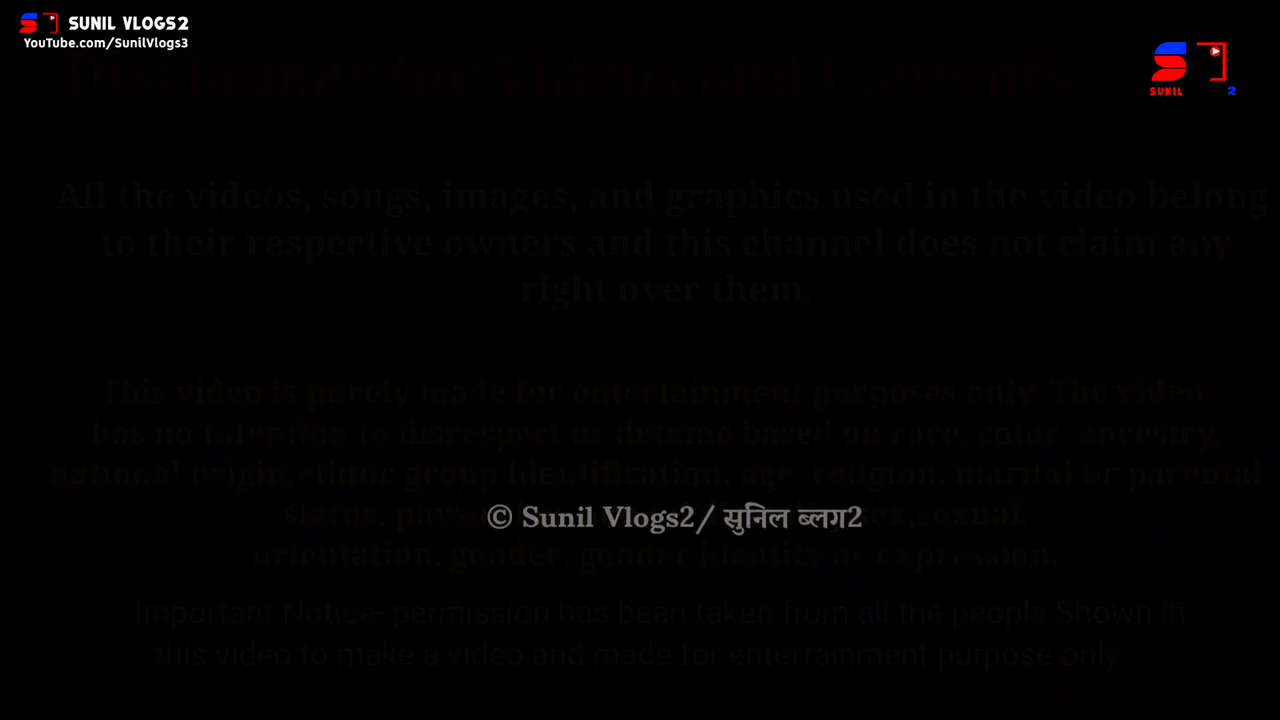 SUNIL VLOGS2
YouTube.com/SunilVlogs3
SUNIL 2
All the videos, songs, images, and graphics used in the video belong
to their respective owners and this channel does not claim any
right over them.
This video is purely made for entertainment purposes only. The video
has no intention to disrespect or defame based on race, color, ancestry,
national origin,ethnic group identification, age, religion, marital or parental
status, sexual
© Sunil Vlogs2/ सुनिल ब्लग2
orientation, gender, gender identity or expression.
Important Notice- permission has been taken from all the people Shown in
this video to make a video and made for entertainment purpose only